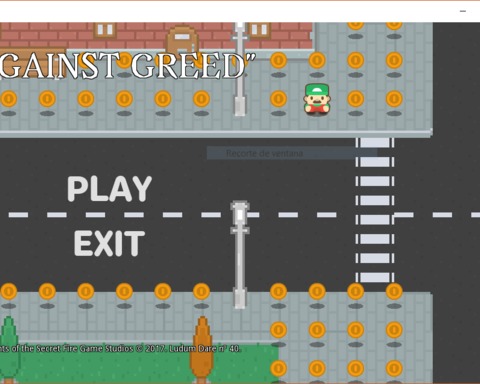 GAINST GREED"
Recorte de ventana
PLAY
EXIT
nts of the Secret Fire Game Studios © 2017. Ludum Dare nº 40.